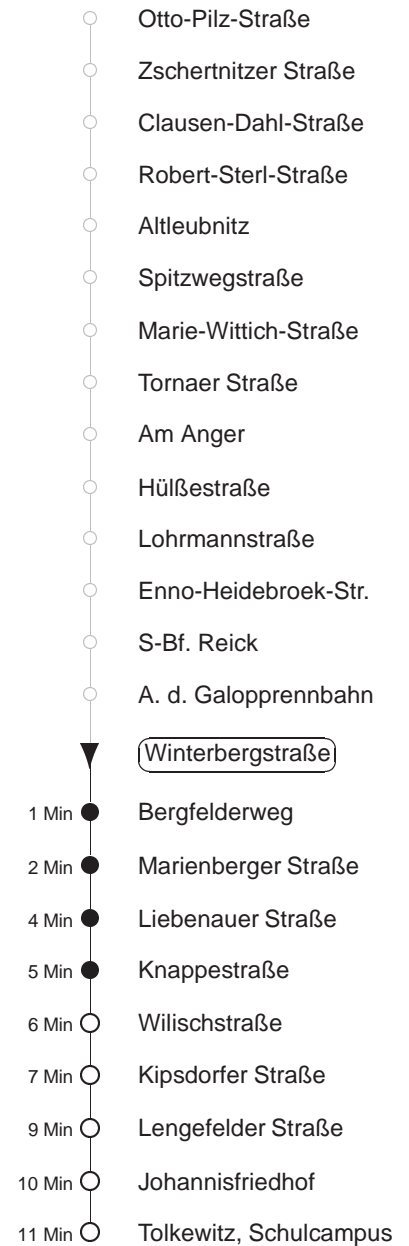 Otto-Pilz-Straße
Zschertnitzer Straße
Clausen-Dahl-Straße
Robert-Sterl-Straße
Altleubnitz
Spitzwegstraße
Marie-Wittich-Straße
Tornaer Straße
Am Anger
Hülßestraße
Lohrmannstraße
Enno-Heidebroek-Str.
S-Bf. Reick
A. d. Galopprennbahn
Winterbergstraße
1 Min Bergfelderweg
2 Min Marienberger Straße
4 Min Liebenauer Straße
5 Min Knappestraße
6 Min Wilischstraße
7 Min Kipsdorfer Straße
9 Min Lengefelder Straße
10 Min Johannisfriedhof
11 Min Tolkewitz, Schulcampus